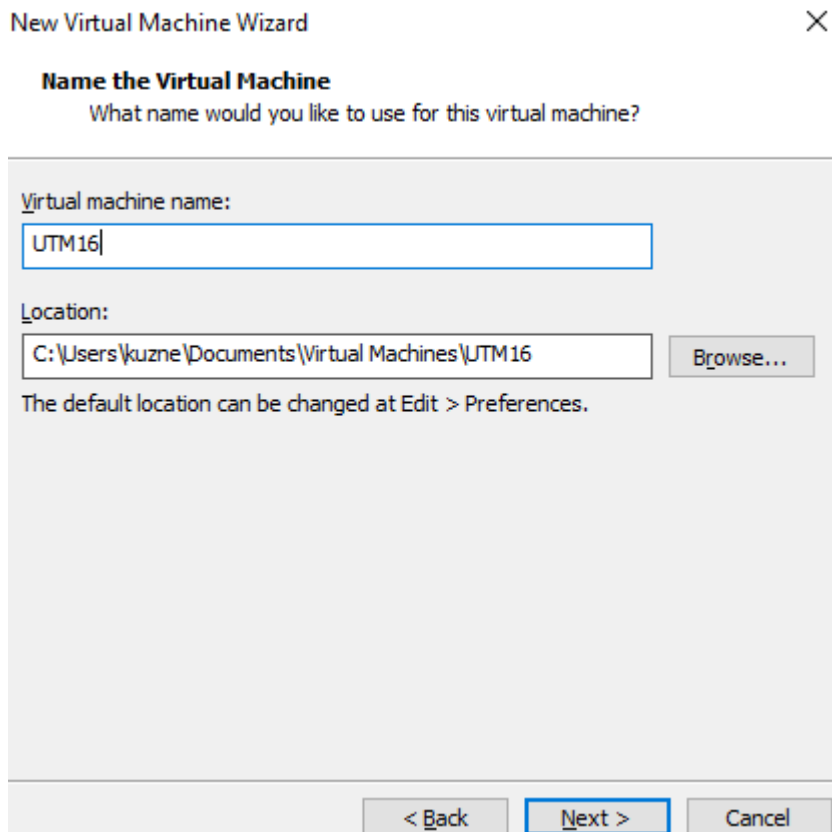 New Virtual Machine Wizard
Name the Virtual Machine
What name would you like to use for this virtual machine?
Virtual machine name:
UTM16
Location:
C:\Users\kuzne\Documents\Virtual Machines\UTM16
Browse...
The default location can be changed at Edit > Preferences.
< Back Next > Cancel